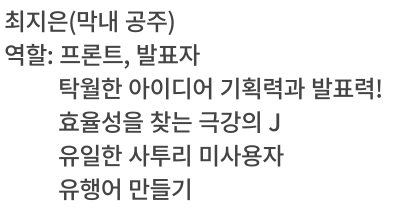 최지은(막내 공주)
역할: 프론트, 발표자
탁월한 아이디어 기획력과 발표력!
효율성을 찾는 극강의 J
유일한 사투리 미사용자
유행어 만들기